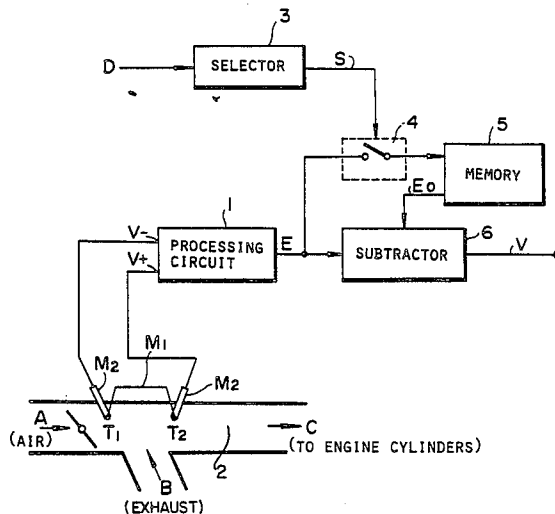 3
D
SELECTOR
S
4
5
MEMORY
Eo
1
V-
V+
PROCESSING
CIRCUIT
E
SUBTRACTOR
6
V
M1
M2
M2
A
(AIR)
T1
T2
2
C
(TO ENGINE CYLINDERS)
B
(EXHAUST)